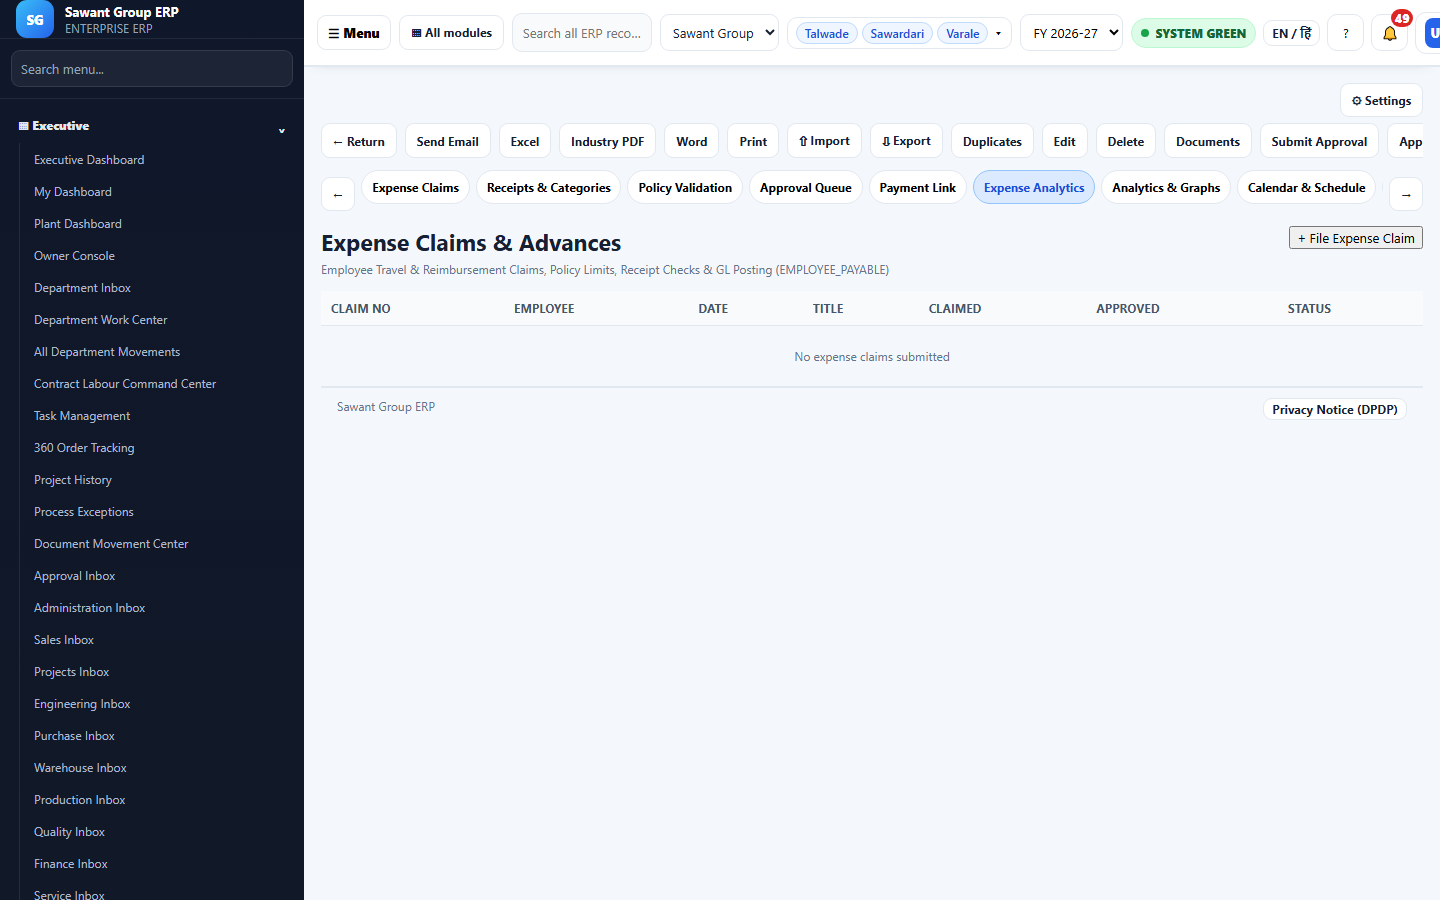 SG
Sawant Group ERP
ENTERPRISE ERP
Search menu...
Executive
Executive Dashboard
My Dashboard
Plant Dashboard
Owner Console
Department Inbox
Department Work Center
All Department Movements
Contract Labour Command Center
Task Management
360 Order Tracking
Project History
Process Exceptions
Document Movement Center
Approval Inbox
Administration Inbox
Sales Inbox
Projects Inbox
Engineering Inbox
Purchase Inbox
Warehouse Inbox
Production Inbox
Quality Inbox
Finance Inbox
Service Inbox
☰ Menu
All modules
Search all ERP reco...
Sawant Group
Talwade
Sawardari
Varale
FY 2026-27
SYSTEM GREEN
EN / हिं
?
49
U
⚙ Settings
← Return
Send Email
Excel
Industry PDF
Word
Print
⇧ Import
⇩ Export
Duplicates
Edit
Delete
Documents
Submit Approval
App
←
Expense Claims
Receipts & Categories
Policy Validation
Approval Queue
Payment Link
Expense Analytics
Analytics & Graphs
Calendar & Schedule
→
Expense Claims & Advances
+ File Expense Claim
Employee Travel & Reimbursement Claims, Policy Limits, Receipt Checks & GL Posting (EMPLOYEE_PAYABLE)
CLAIM NO EMPLOYEE DATE TITLE CLAIMED APPROVED STATUS
No expense claims submitted
Sawant Group ERP
Privacy Notice (DPDP)